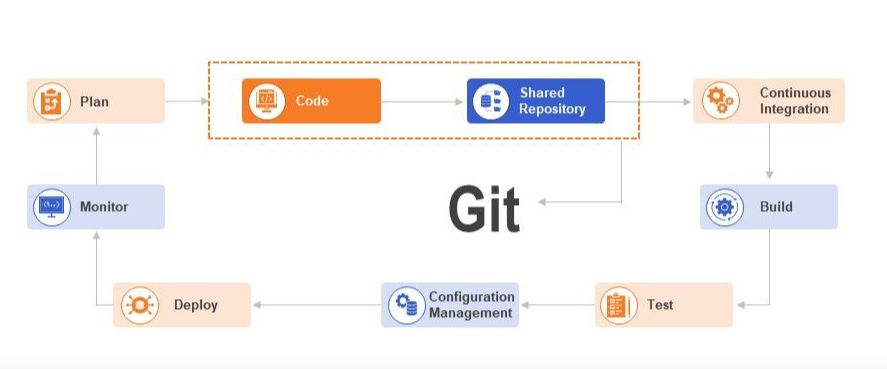 Plan
Code
Shared
Repository
Continuous
Integration
Monitor
Git
Build
Deploy
Configuration
Management
Test